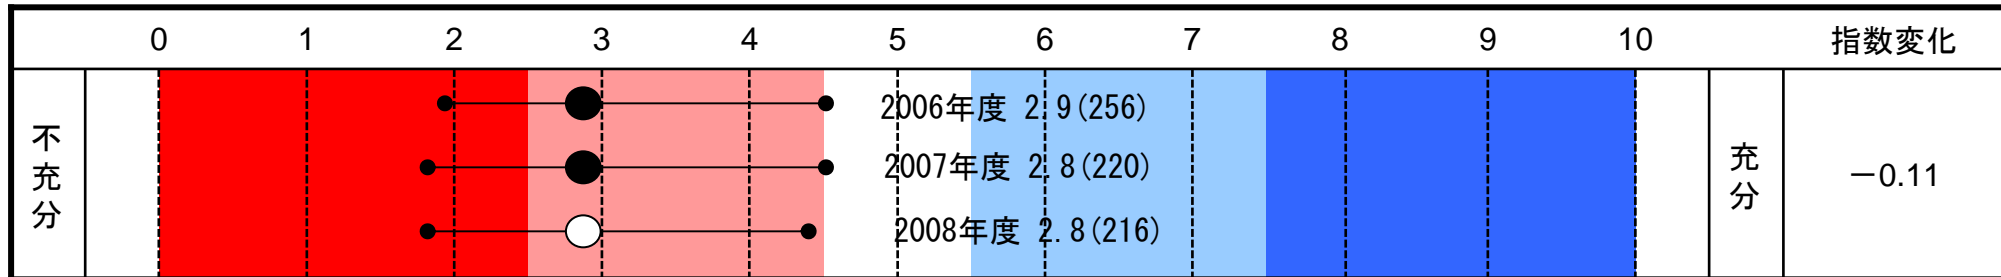 0 1 2 3 4 5 6 7 8 9 10 指数変化
不充分
2006年度 2.9(256)
2007年度 2.8(220)
2008年度 2.8(216)
充分
－0.11